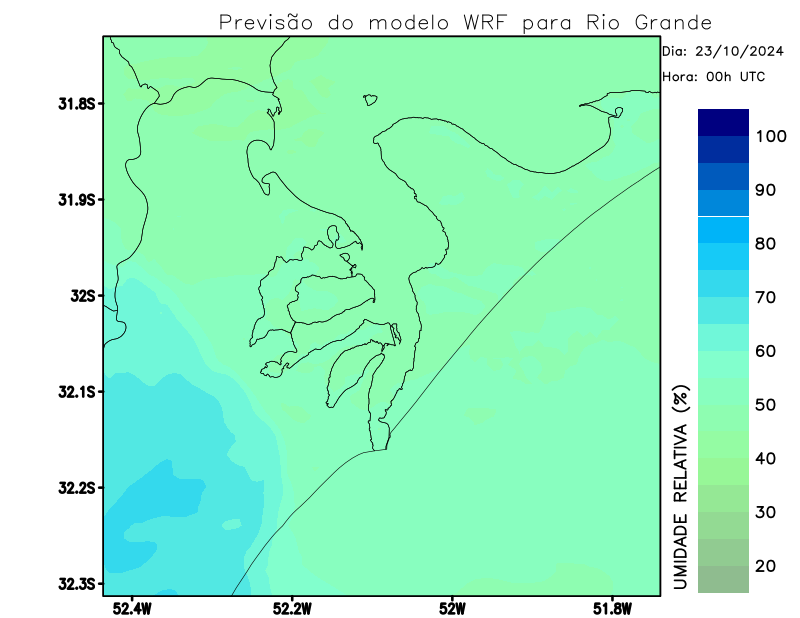 Previsão do modelo WRF para Rio Grande
Dia: 23/10/2024
Hora: 00h UTC
31.8S
31.9S
32S
32.1S
32.2S
32.3S
52.4W
52.2W
52W
51.8W
100
90
80
70
60
50
40
30
20
UMIDADE RELATIVA (%)